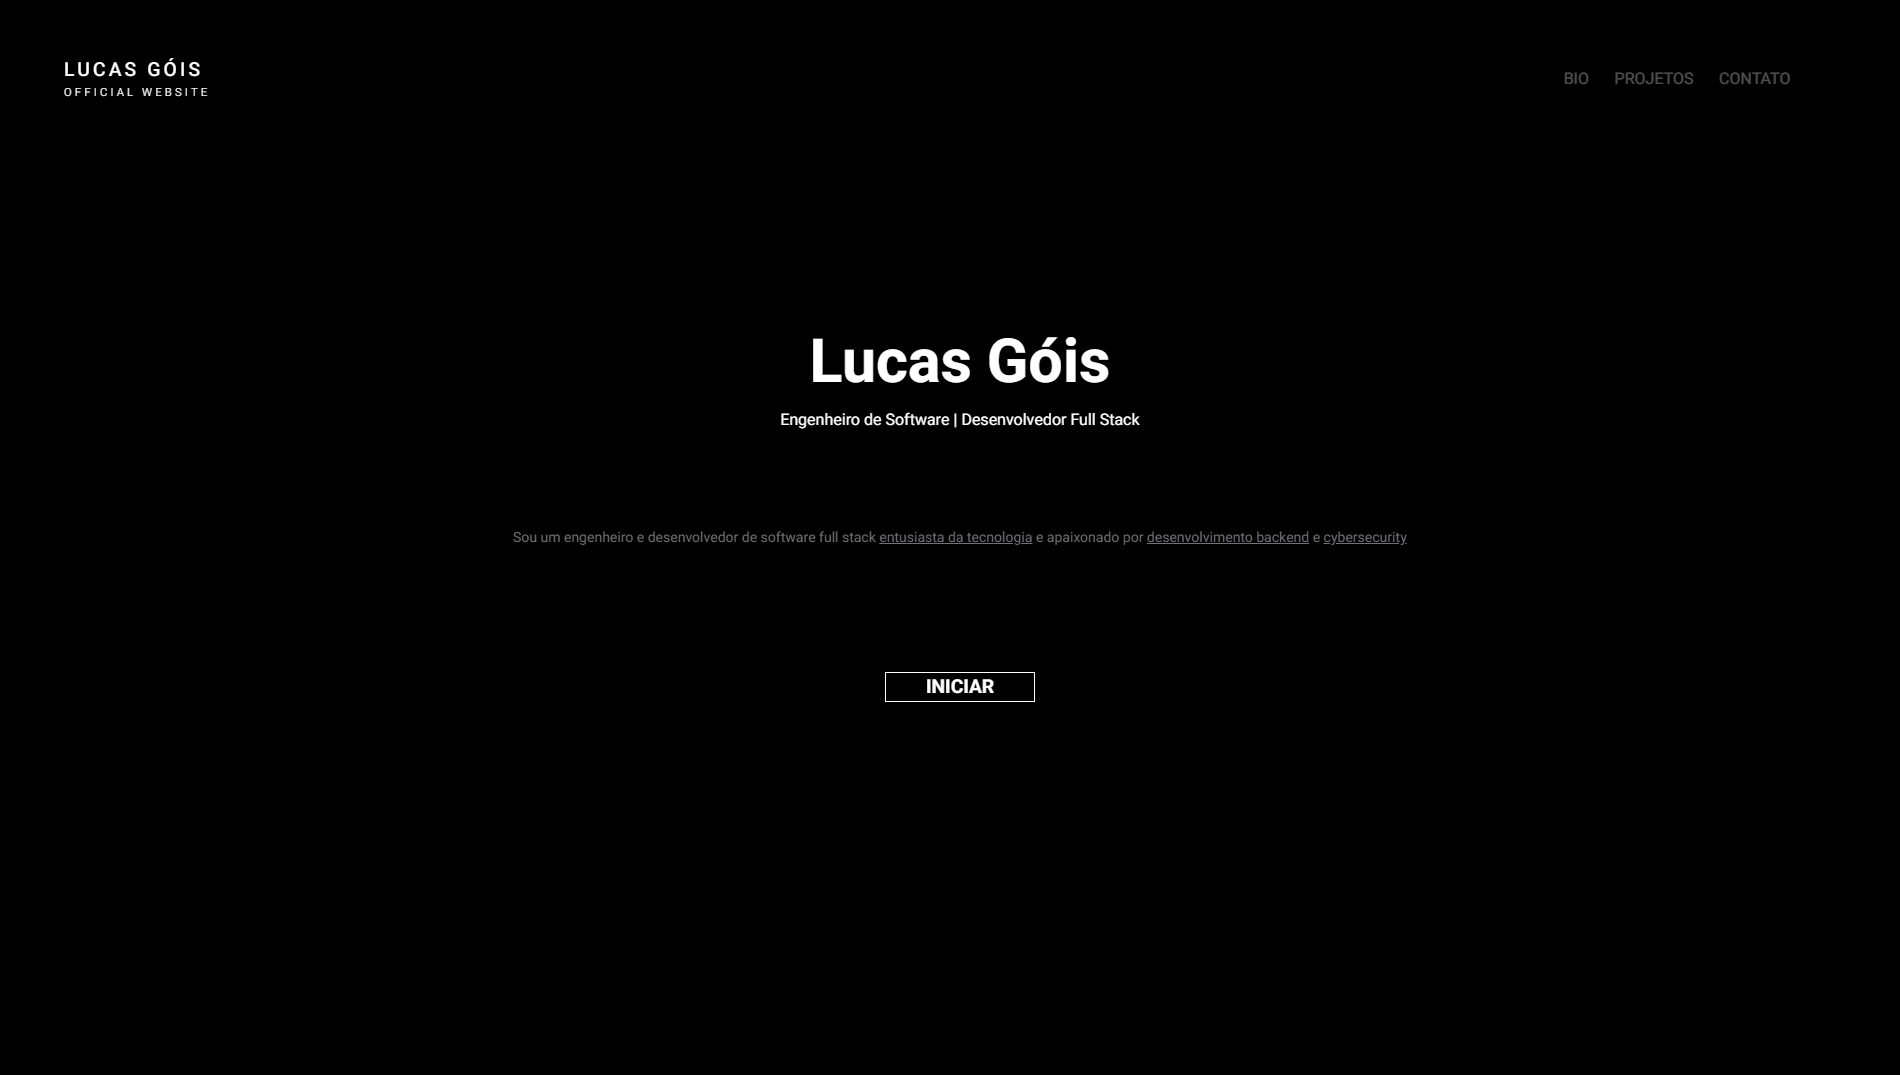 LUCAS GÓIS
OFFICIAL WEBSITE
BIO PROJETOS CONTATO
Lucas Góis
Engenheiro de Software | Desenvolvedor Full Stack
Sou um engenheiro e desenvolvedor de software full stack entusiasta da tecnologia e apaixonado por desenvolvimento backend e cybersecurity
INICIAR